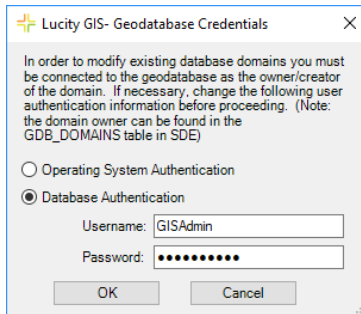 Lucity GIS- Geodatabase Credentials
In order to modify existing database domains you must
be connected to the geodatabase as the owner/creator
of the domain. If necessary, change the following user
authentication information before proceeding. (Note:
the domain owner can be found in the
GDB_DOMAINS table in SDE)
Operating System Authentication
Database Authentication
Username: GISAdmin
Password: ●●●●●●●●●●
OK Cancel